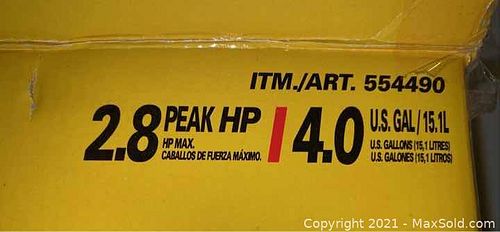 ITM./ART. 554490
2.8 PEAK HP / 4.0 U.S. GAL / 15.1L
HP MAX. U.S. GALLONS (15,1 LITRES)
CABALLOS DE FUERZA MÁXIMO. U.S. GALONES (15,1 LITROS)
Copyright 2021 - MaxSold.com